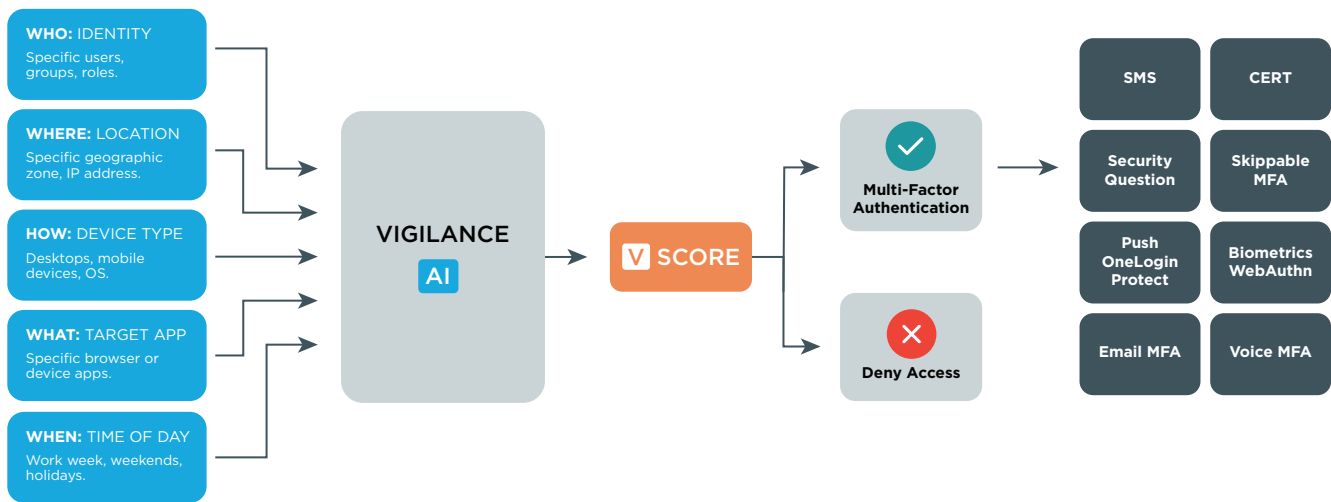 WHO: IDENTITY
Specific users,
groups, roles.
WHERE: LOCATION
Specific geographic
zone, IP address.
HOW: DEVICE TYPE
Desktops, mobile
devices, OS.
WHAT: TARGET APP
Specific browser or
device apps.
WHEN: TIME OF DAY
Work week, weekends,
holidays.
VIGILANCE
AI
V SCORE
Multi-Factor
Authentication
Deny Access
SMS
CERT
Security
Question
Skippable
MFA
Push
OneLogin
Protect
Biometrics
WebAuthn
Email MFA
Voice MFA